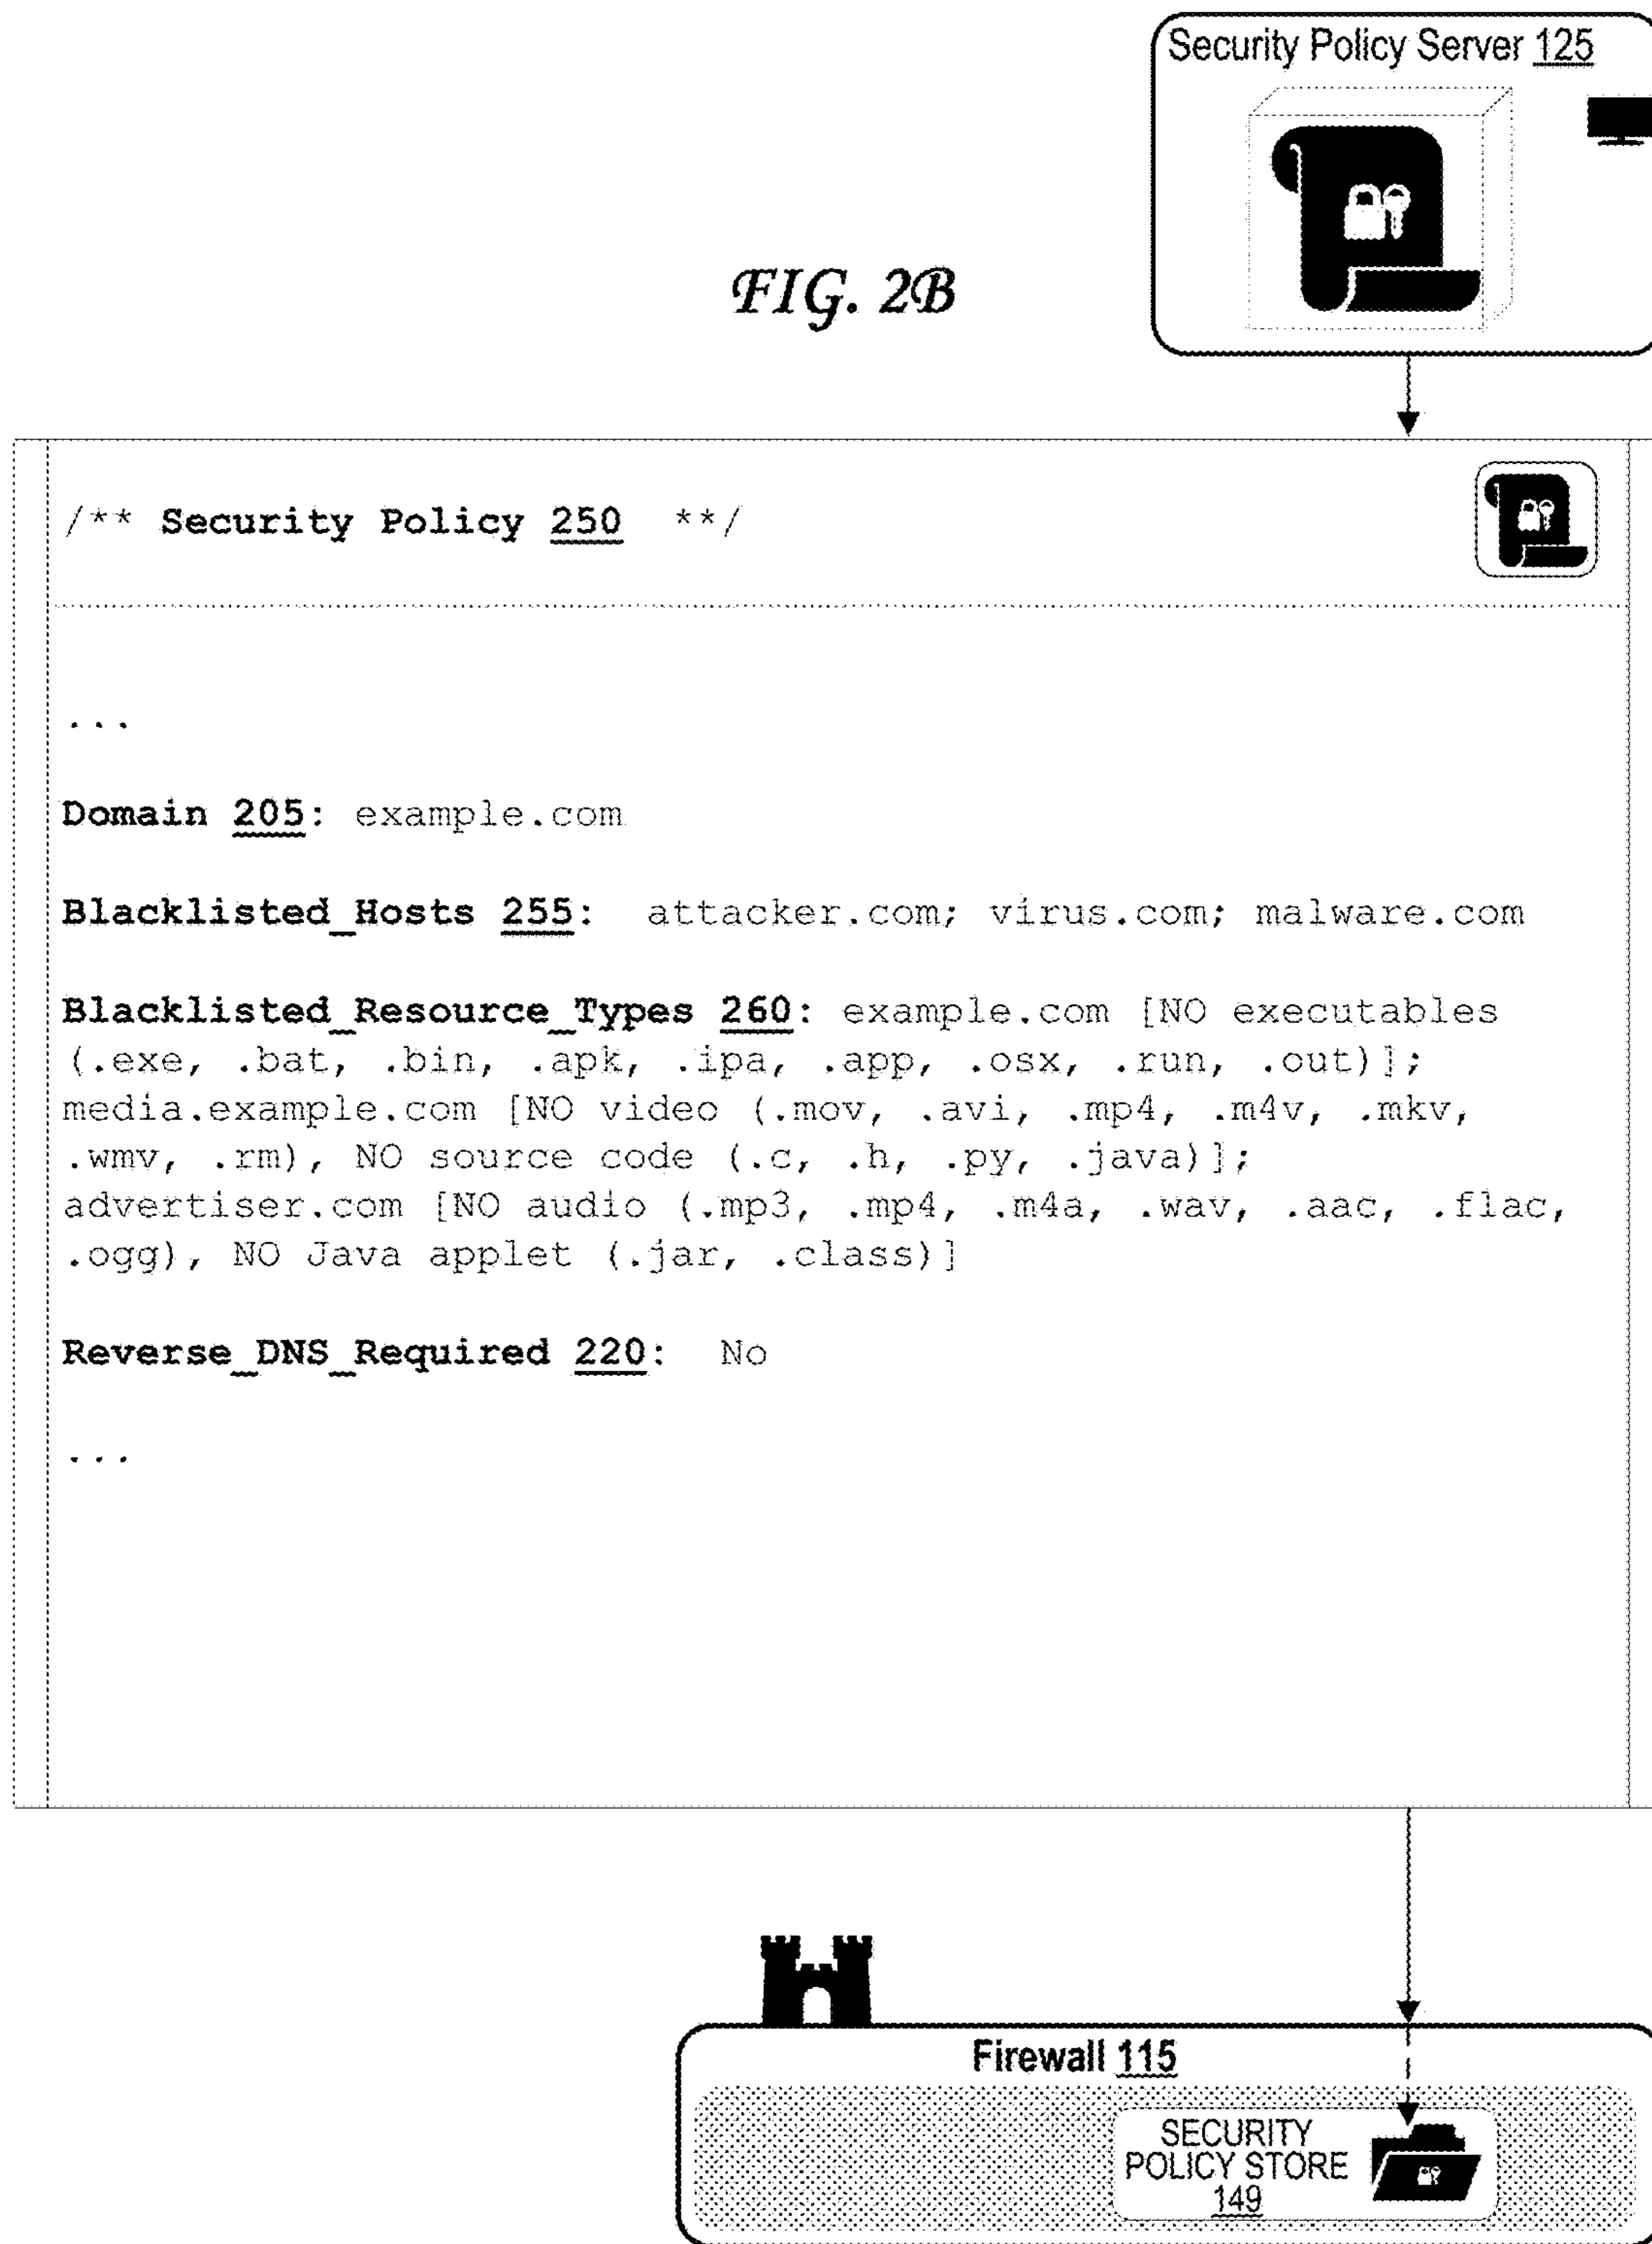 Security Policy Server 125
FIG. 2B
/** Security Policy 250 **/
...
Domain 205: example.com
Blacklisted_Hosts 255: attacker.com; virus.com; malware.com
Blacklisted_Resource_Types 260: example.com [NO executables
(.exe, .bat, .bin, .apk, .ipa, .app, .osx, .run, .out)];
media.example.com [NO video (.mov, .avi, .mp4, .m4v, .mkv,
.wmv, .rm), NO source code (.c, .h, .py, .java)];
advertiser.com [NO audio (.mp3, .mp4, .m4a, .wav, .aac, .flac,
.ogg), NO Java applet (.jar, .class)]
Reverse_DNS_Required 220: No
...
Firewall 115
SECURITY
POLICY STORE
149